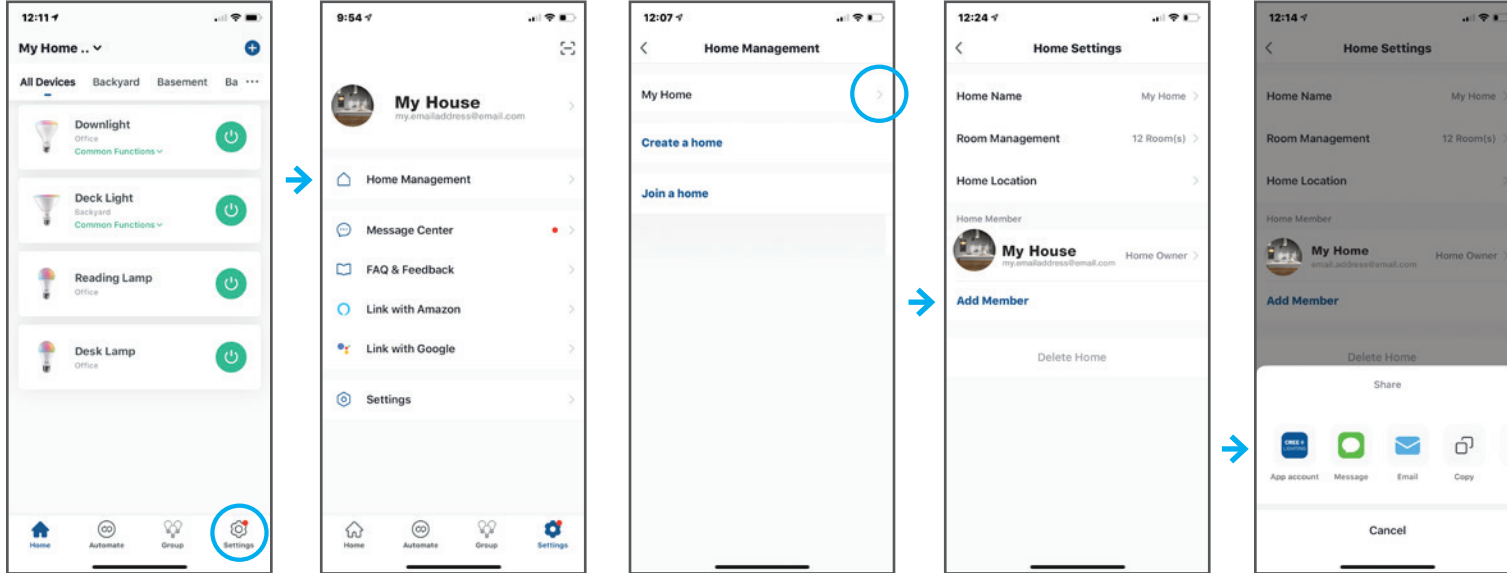 12:11
My Home ..
All Devices Backyard Basement Ba ...
Downlight
Office
Common Functions
Deck Light
Backyard
Common Functions
Reading Lamp
Office
Desk Lamp
Office
Home Automate Group Settings
9:54
My House
my.emailaddress@email.com
Home Management
Message Center
FAQ & Feedback
Link with Amazon
Link with Google
Settings
Home Automate Group Settings
12:07
Home Management
My Home
Create a home
Join a home
12:24
Home Settings
Home Name My Home
Room Management 12 Room(s)
Home Location
Home Member
My House
my.emailaddress@email.com
Home Owner
Add Member
Delete Home
12:14
Home Settings
Home Name My Home
Room Management 12 Room(s)
Home Location
Home Member
My Home
email.address@email.com
Home Owner
Add Member
Delete Home
Share
CREE
LIGHTING
App account Message Email Copy
Cancel